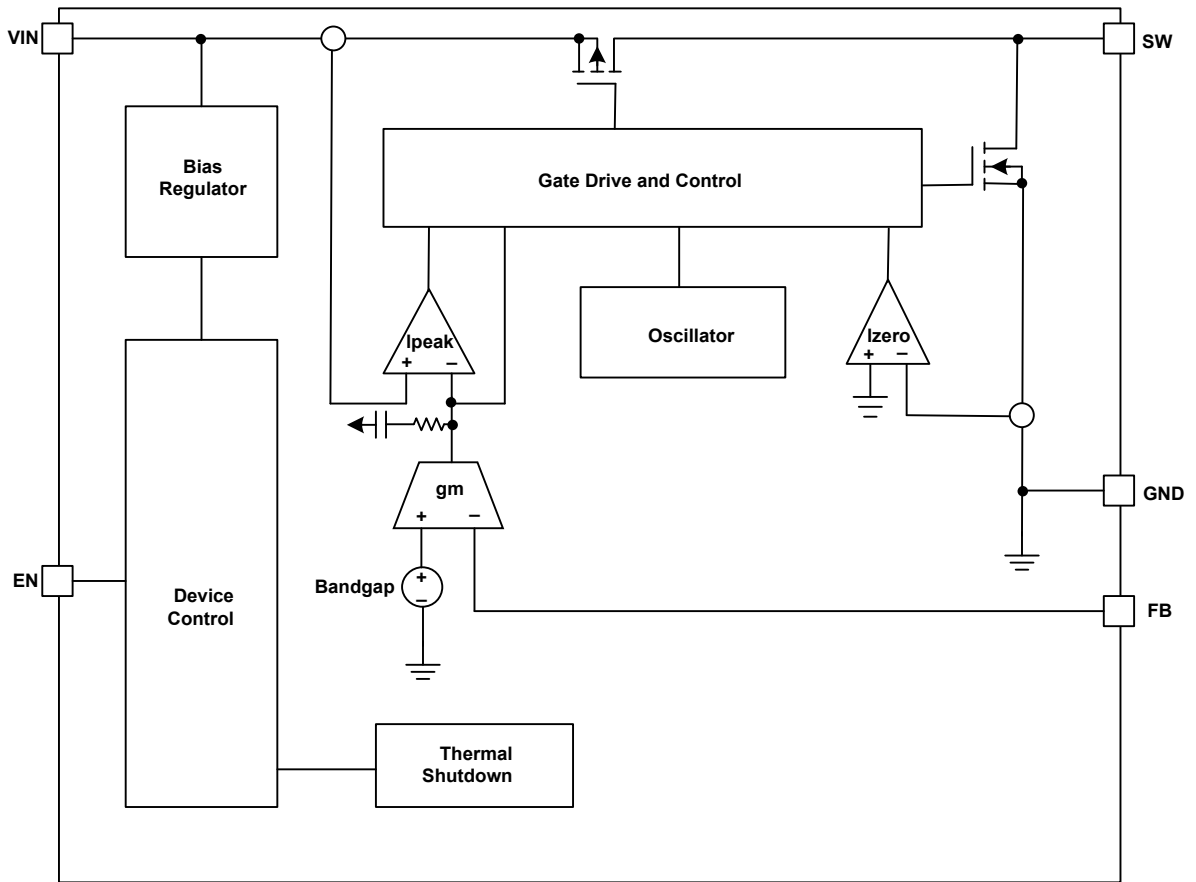 VIN
SW
Bias
Regulator
Gate Drive and Control
Ipeak
+ −
Oscillator
Izero
+ −
gm
+ −
GND
EN
Device
Control
Bandgap
+
−
FB
Thermal
Shutdown